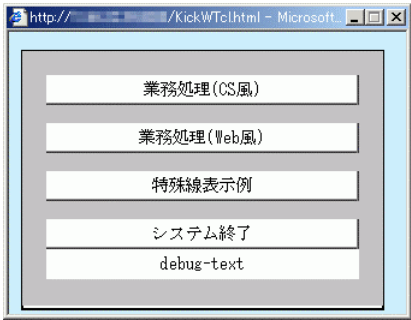 http:// /KickWTcl.html - Microsoft...
業務処理(CS風)
業務処理(Web風)
特殊線表示例
システム終了
debug-text